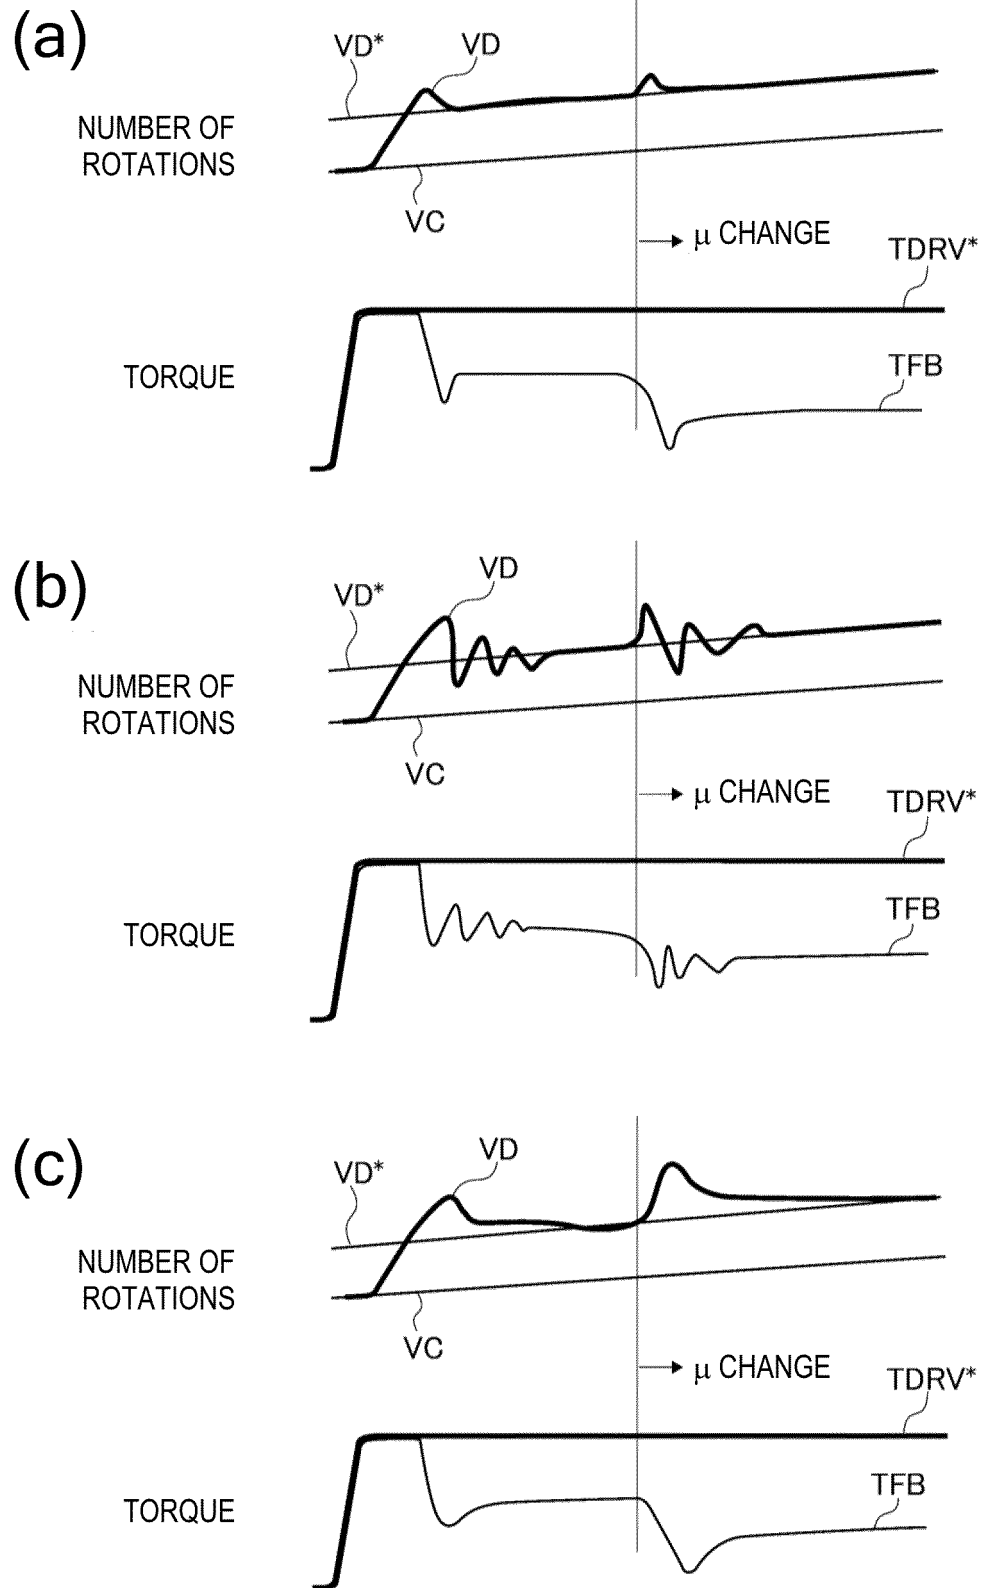 (a)
VD* VD
NUMBER OF
ROTATIONS
VC
μ CHANGE
TDRV*
TORQUE
TFB
(b)
VD* VD
NUMBER OF
ROTATIONS
VC
μ CHANGE
TDRV*
TORQUE
TFB
(c)
VD* VD
NUMBER OF
ROTATIONS
VC
μ CHANGE
TDRV*
TORQUE
TFB